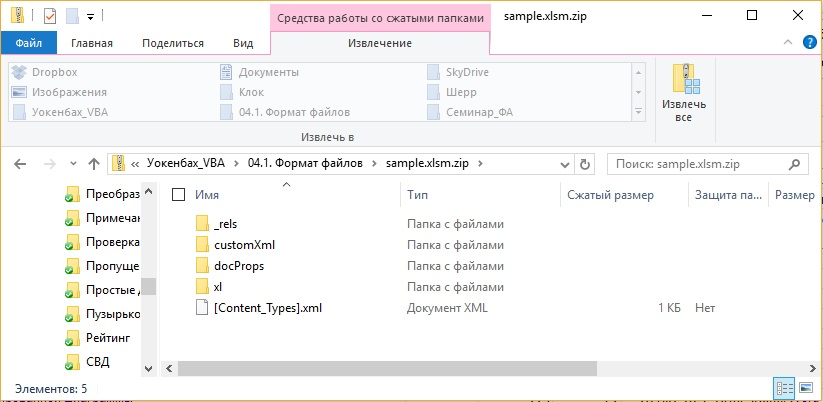 Средства работы со сжатыми папками sample.xlsm.zip
Файл Главная Поделиться Вид Извлечение
Dropbox Документы SkyDrive
Изображения Клок Шерр
Уокенбах_VBA 04.1. Формат файлов Семинар_ФА
Извлечь все
Извлечь в
« Уокенбах_VBA > 04.1. Формат файлов > sample.xlsm.zip > Поиск: sample.xlsm.zip
Преобраз Имя Тип Сжатый размер Защита па... Размер
Примечан _rels Папка с файлами
Проверка customXml Папка с файлами
Пропуще docProps Папка с файлами
Простые xl Папка с файлами
Пузырько [Content_Types].xml Документ XML 1 КБ Нет
Рейтинг
СВД
Элементов: 5